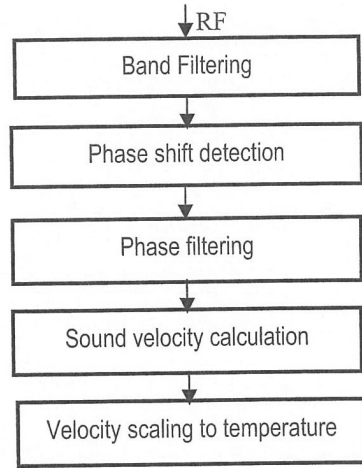 RF
Band Filtering
Phase shift detection
Phase filtering
Sound velocity calculation
Velocity scaling to temperature